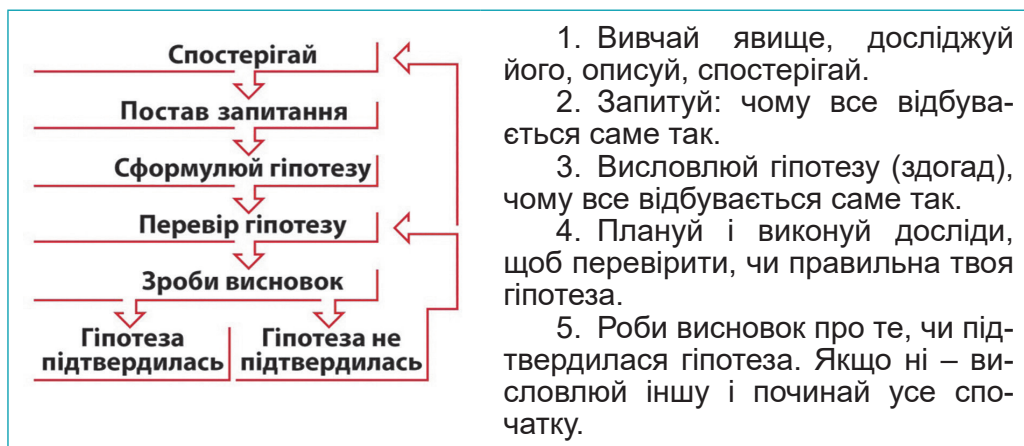 Спостерігай
Постав запитання
Сформулюй гіпотезу
Перевір гіпотезу
Зроби висновок
Гіпотеза
підтвердилась
Гіпотеза не
підтвердилась
1. Вивчай явище, досліджуй
його, описуй, спостерігай.
2. Запитуй: чому все відбува-
ється саме так.
3. Висловлюй гіпотезу (здогад),
чому все відбувається саме так.
4. Плануй і виконуй досліди,
щоб перевірити, чи правильна твоя
гіпотеза.
5. Роби висновок про те, чи під-
твердилася гіпотеза. Якщо ні – ви-
словлюй іншу і починай усе спо-
чатку.